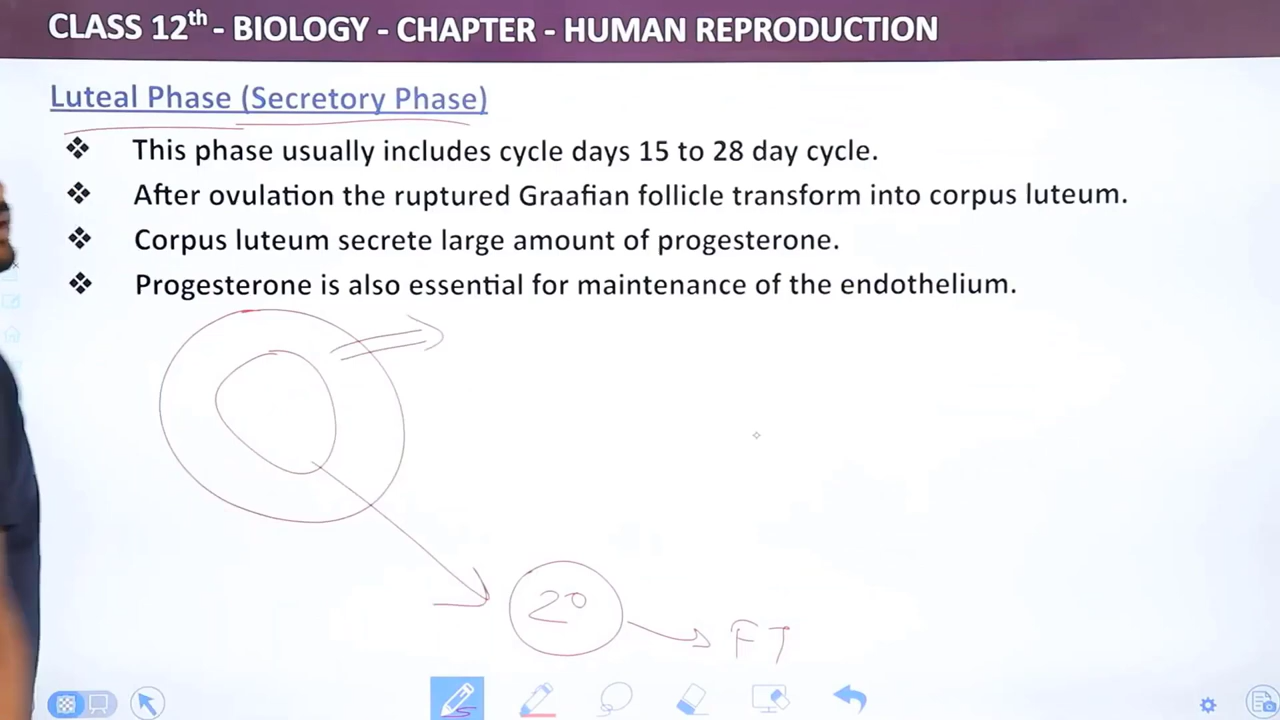 CLASS 12th - BIOLOGY - CHAPTER - HUMAN REPRODUCTION
Luteal Phase (Secretory Phase)
❖ This phase usually includes cycle days 15 to 28 day cycle.
❖ After ovulation the ruptured Graafian follicle transform into corpus luteum.
❖ Corpus luteum secrete large amount of progesterone.
❖ Progesterone is also essential for maintenance of the endothelium.
2°
FT